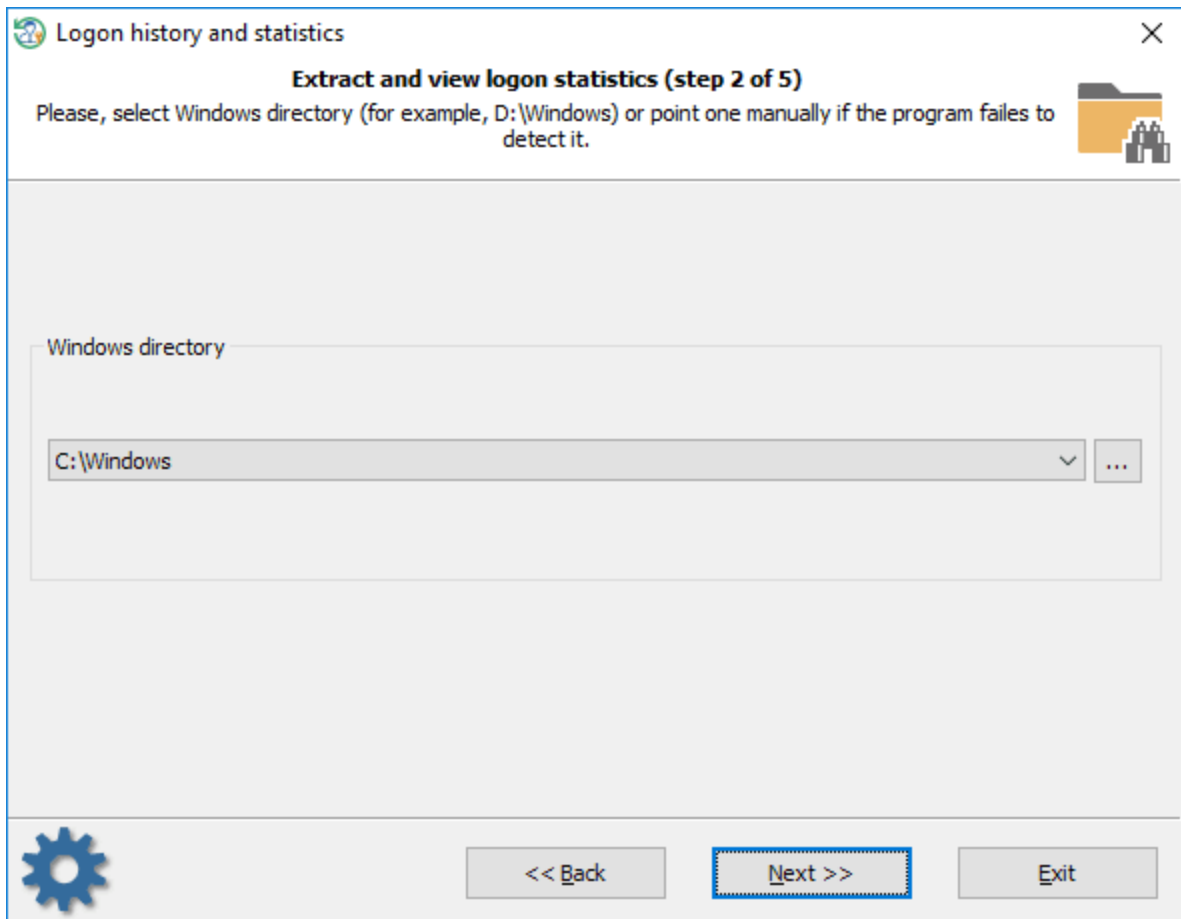 Logon history and statistics
Extract and view logon statistics (step 2 of 5)
Please, select Windows directory (for example, D:\Windows) or point one manually if the program failes to
detect it.
Windows directory
C:\Windows
...
<< Back
Next >>
Exit